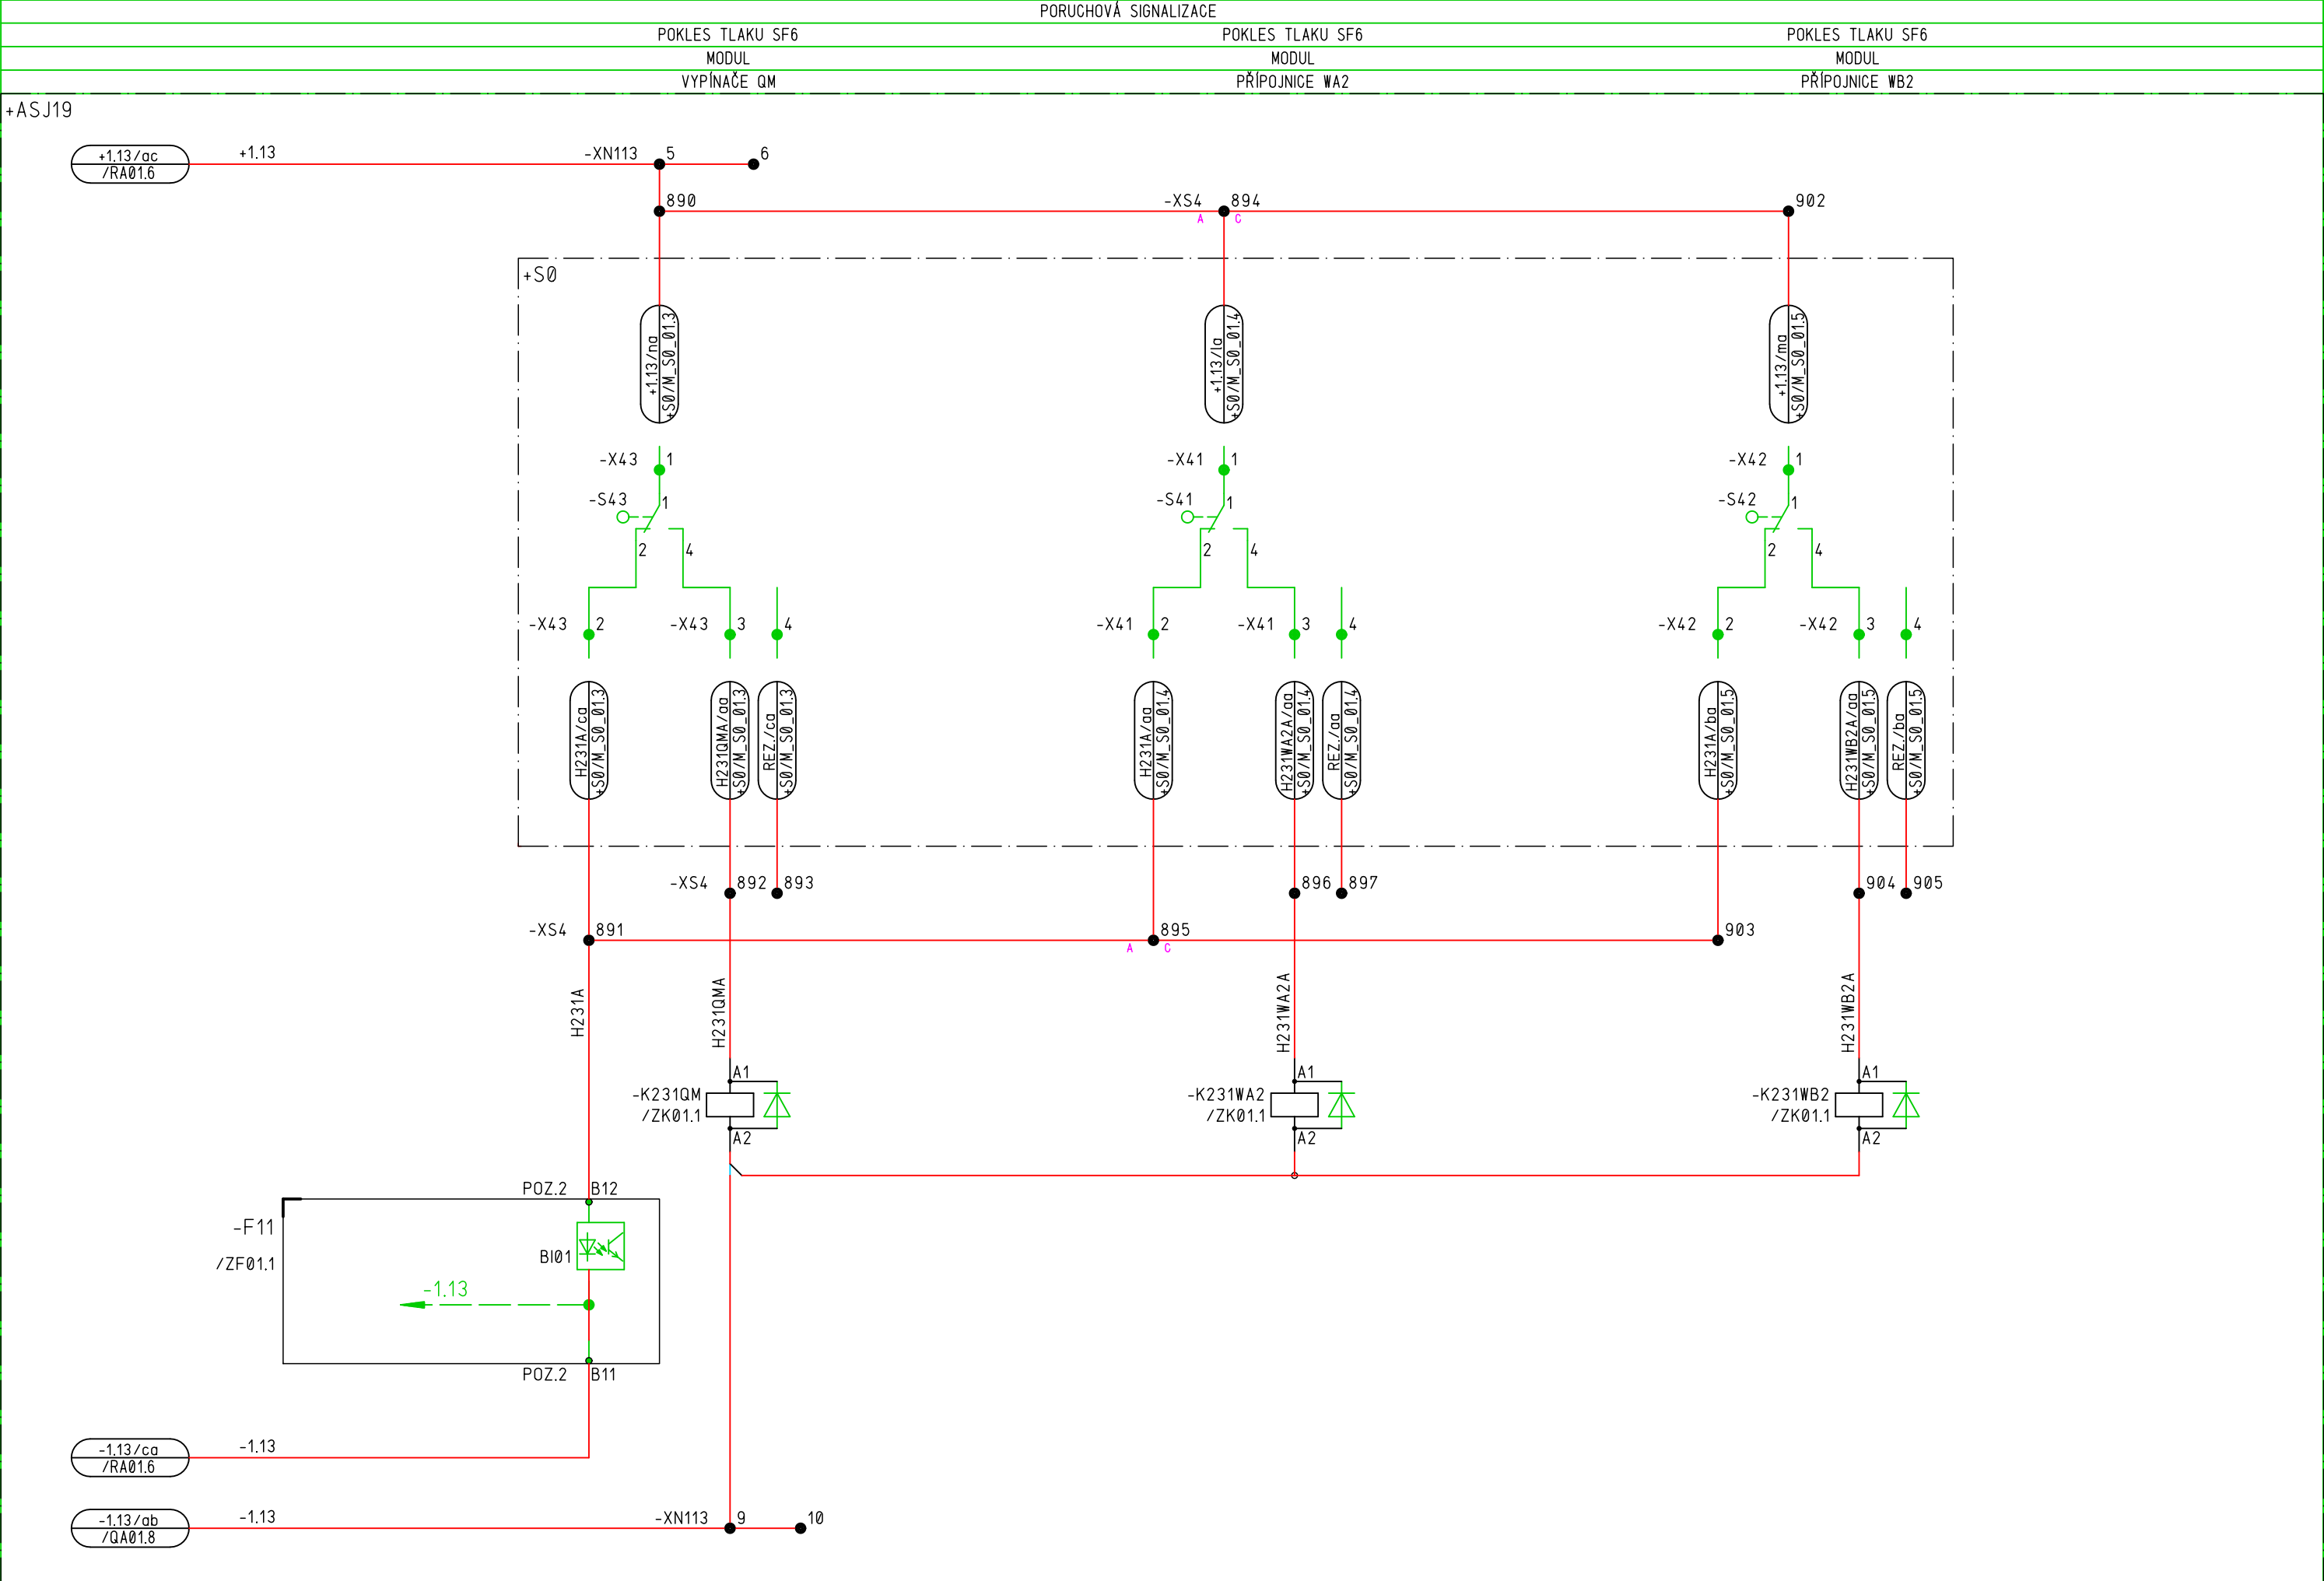 PORUCHOVÁ SIGNALIZACE
POKLES TLAKU SF6 POKLES TLAKU SF6 POKLES TLAKU SF6
MODUL MODUL MODUL
VYPÍNAČE QM PŘÍPOJNICE WA2 PŘÍPOJNICE WB2
+ASJ19
+1.13/ac +1.13 -XN113 5 6
/RA01.6
890 -XS4 894 902
A C
+S0
+1.13/na +1.13/la +1.13/ma
+S0/M_S0_01.3 +S0/M_S0_01.4 +S0/M_S0_01.5
-X43 1 -X41 1 -X42 1
-S43 1 -S41 1 -S42 1
2 4 2 4 2 4
-X43 2 -X43 3 4 -X41 2 -X41 3 4 -X42 2 -X42 3 4
H231A/ca H231QMA/aa REZ./ca H231A/aa H231WA2A/aa REZ./aa H231A/ba H231WB2A/aa REZ./ba
+S0/M_S0_01.3 +S0/M_S0_01.3 +S0/M_S0_01.3 +S0/M_S0_01.4 +S0/M_S0_01.4 +S0/M_S0_01.4 +S0/M_S0_01.5 +S0/M_S0_01.5 +S0/M_S0_01.5
-XS4 892 893 896 897 904 905
-XS4 891 895 903
A C
H231A H231QMA H231WA2A H231WB2A
A1 A1 A1
-K231QM -K231WA2 -K231WB2
/ZK01.1 /ZK01.1 /ZK01.1
A2 A2 A2
POZ.2 B12
-F11
BI01
/ZF01.1
-1.13
POZ.2 B11
-1.13/ca -1.13
/RA01.6
-1.13/ab -1.13 -XN113 9 10
/QA01.8